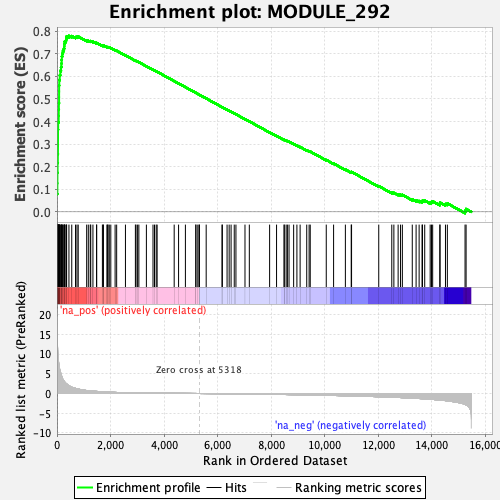 Enrichment plot: MODULE_292
Enrichment score (ES)
0.8
0.7
0.6
0.5
0.4
0.3
0.2
0.1
0.0
'na_pos' (positively correlated)
Ranked list metric (PreRanked)
20
15
10
5
0
-5
-10
Zero cross at 5318
'na_neg' (negatively correlated)
0 2,000 4,000 6,000 8,000 10,000 12,000 14,000 16,000
Rank in Ordered Dataset
Enrichment profile Hits Ranking metric scores